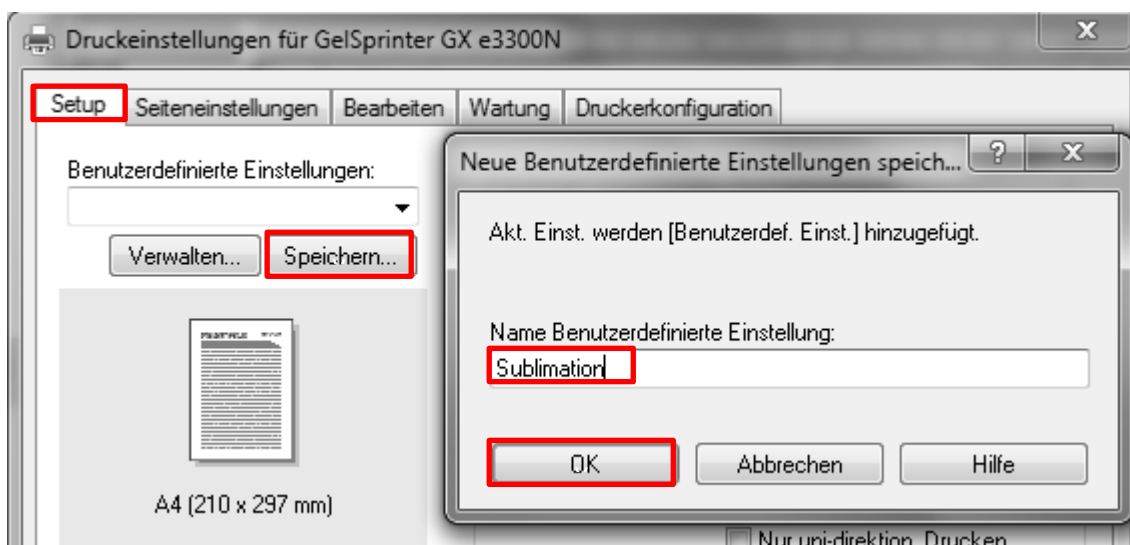 Druckeinstellungen für GelSprinter GX e3300N
Setup Seiteneinstellungen Bearbeiten Wartung Druckerkonfiguration
Benutzerdefinierte Einstellungen:
Verwalten... Speichern...
A4 (210 x 297 mm)
Neue Benutzerdefinierte Einstellungen speich...
Akt. Einst. werden [Benutzerdef. Einst.] hinzugefügt.
Name Benutzerdefinierte Einstellung:
Sublimation
OK Abbrechen Hilfe
Nur uni-direktion. Drucken